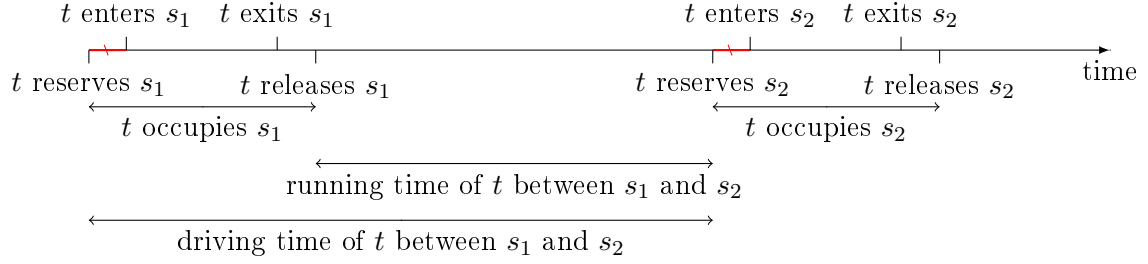 t enters s₁
t exits s₁
t enters s₂
t exits s₂
t reserves s₁
t releases s₁
t reserves s₂
t releases s₂
time
t occupies s₁
t occupies s₂
running time of t between s₁ and s₂
driving time of t between s₁ and s₂